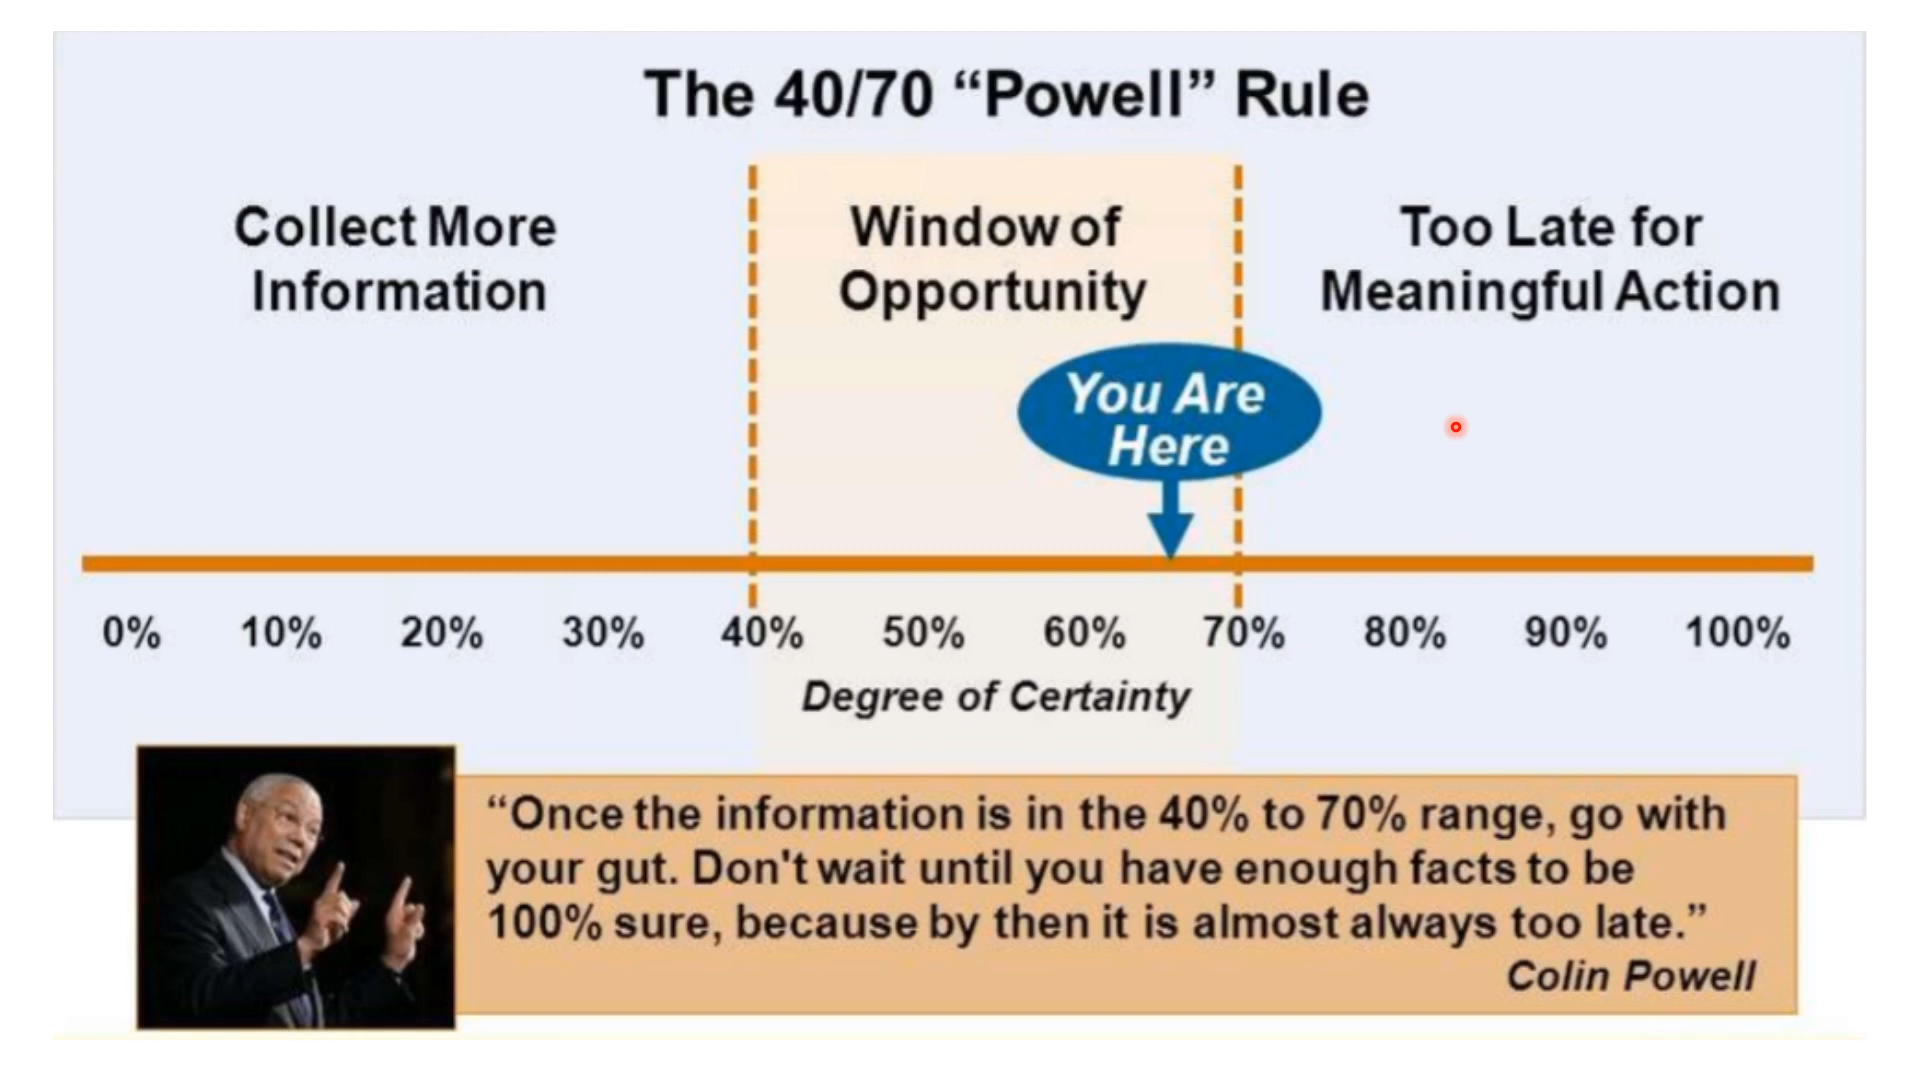 The 40/70 “Powell” Rule
Collect More
Information
Window of
Opportunity
Too Late for
Meaningful Action
You Are
Here
0% 10% 20% 30% 40% 50% 60% 70% 80% 90% 100%
Degree of Certainty
“Once the information is in the 40% to 70% range, go with
your gut. Don't wait until you have enough facts to be
100% sure, because by then it is almost always too late.”
Colin Powell